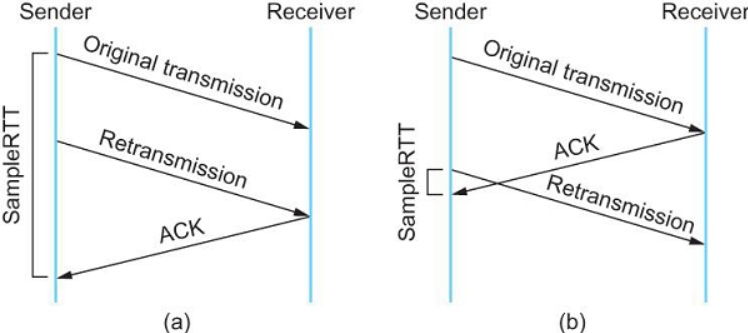 Sender
Receiver
Original transmission
Retransmission
ACK
SampleRTT
(a)
Sender
Receiver
Original transmission
ACK
SampleRTT
Retransmission
(b)